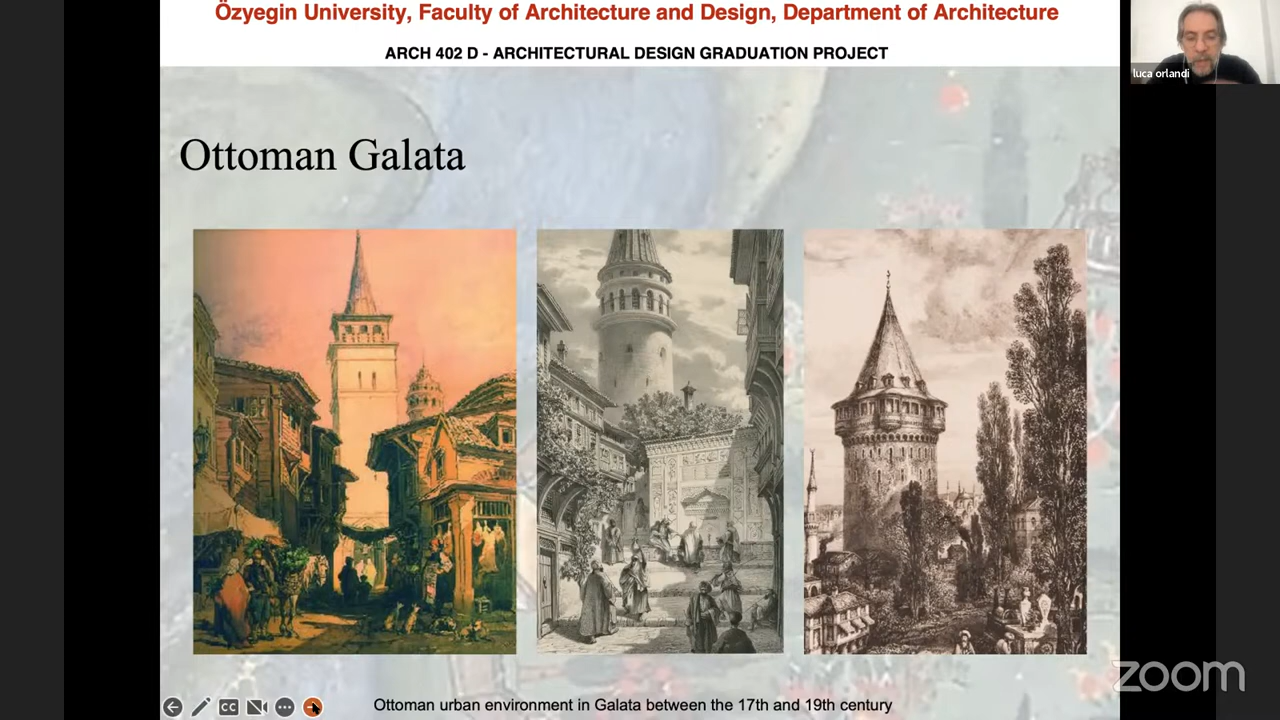 Özyegin University, Faculty of Architecture and Design, Department of Architecture
ARCH 402 D - ARCHITECTURAL DESIGN GRADUATION PROJECT
luca orlandi
Ottoman Galata
CC
Ottoman urban environment in Galata between the 17th and 19th century
zoom